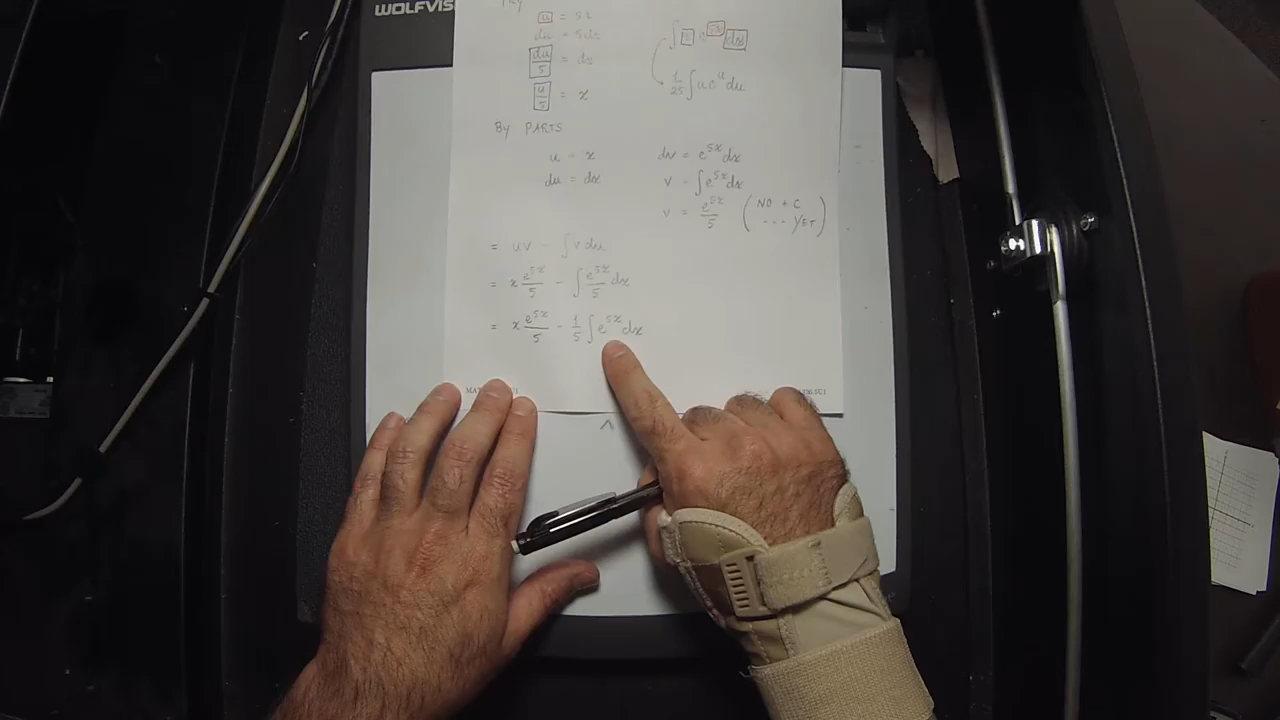 WOLFVIS
u = 5x
du = 5dx
du/5 = dx
u/5 = x
∫ x e^5x dx
1/25 ∫ u e^u du
By PARTS
u = x
du = dx
dv = e^5x dx
v = ∫ e^5x dx
v = e^5x/5 ( NO + C
... YET )
= uv - ∫ v du
= x e^5x/5 - ∫ e^5x/5 dx
= x e^5x/5 - 1/5 ∫ e^5x dx